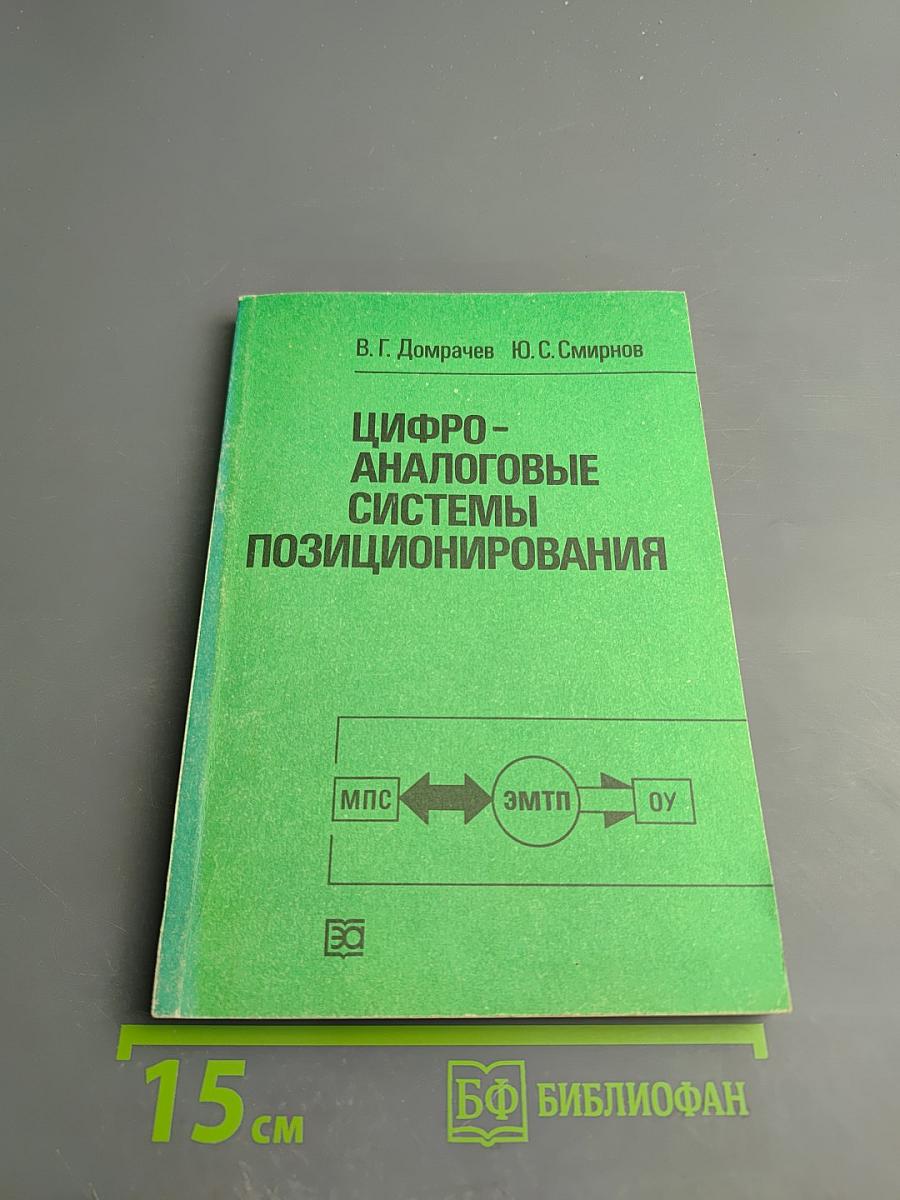 В. Г. Домрачев Ю. С. Смирнов
ЦИФРО-
АНАЛОГОВЫЕ
СИСТЕМЫ
ПОЗИЦИОНИРОВАНИЯ
МПС ЭМТП ОУ
ЭА
15 см БФ БИБЛИОФАН